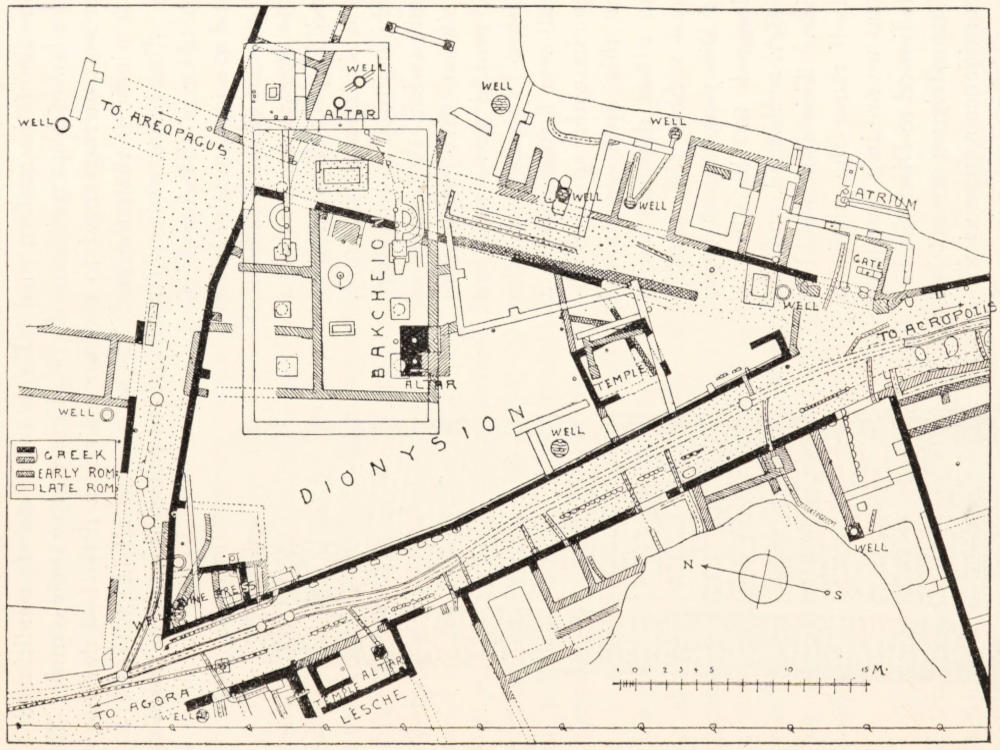 WELL
ALTAR
WELL
TO AREOPAGUS
WELL
WELL
WELL
WELL
ATRIUM
GATE
WELL
TO ACROPOLIS
BAKCHEIO
ALTAR
TEMPLE
WELL
GREEK
EARLY ROM:
LATE ROM:
DIONYSION
WELL
WELL
N
S
WINE PRESS
WELL
1 0 1 2 3 4 5 10 15 M.
TO AGORA
WELL
TEMPLE
ALTAR
LESCHE